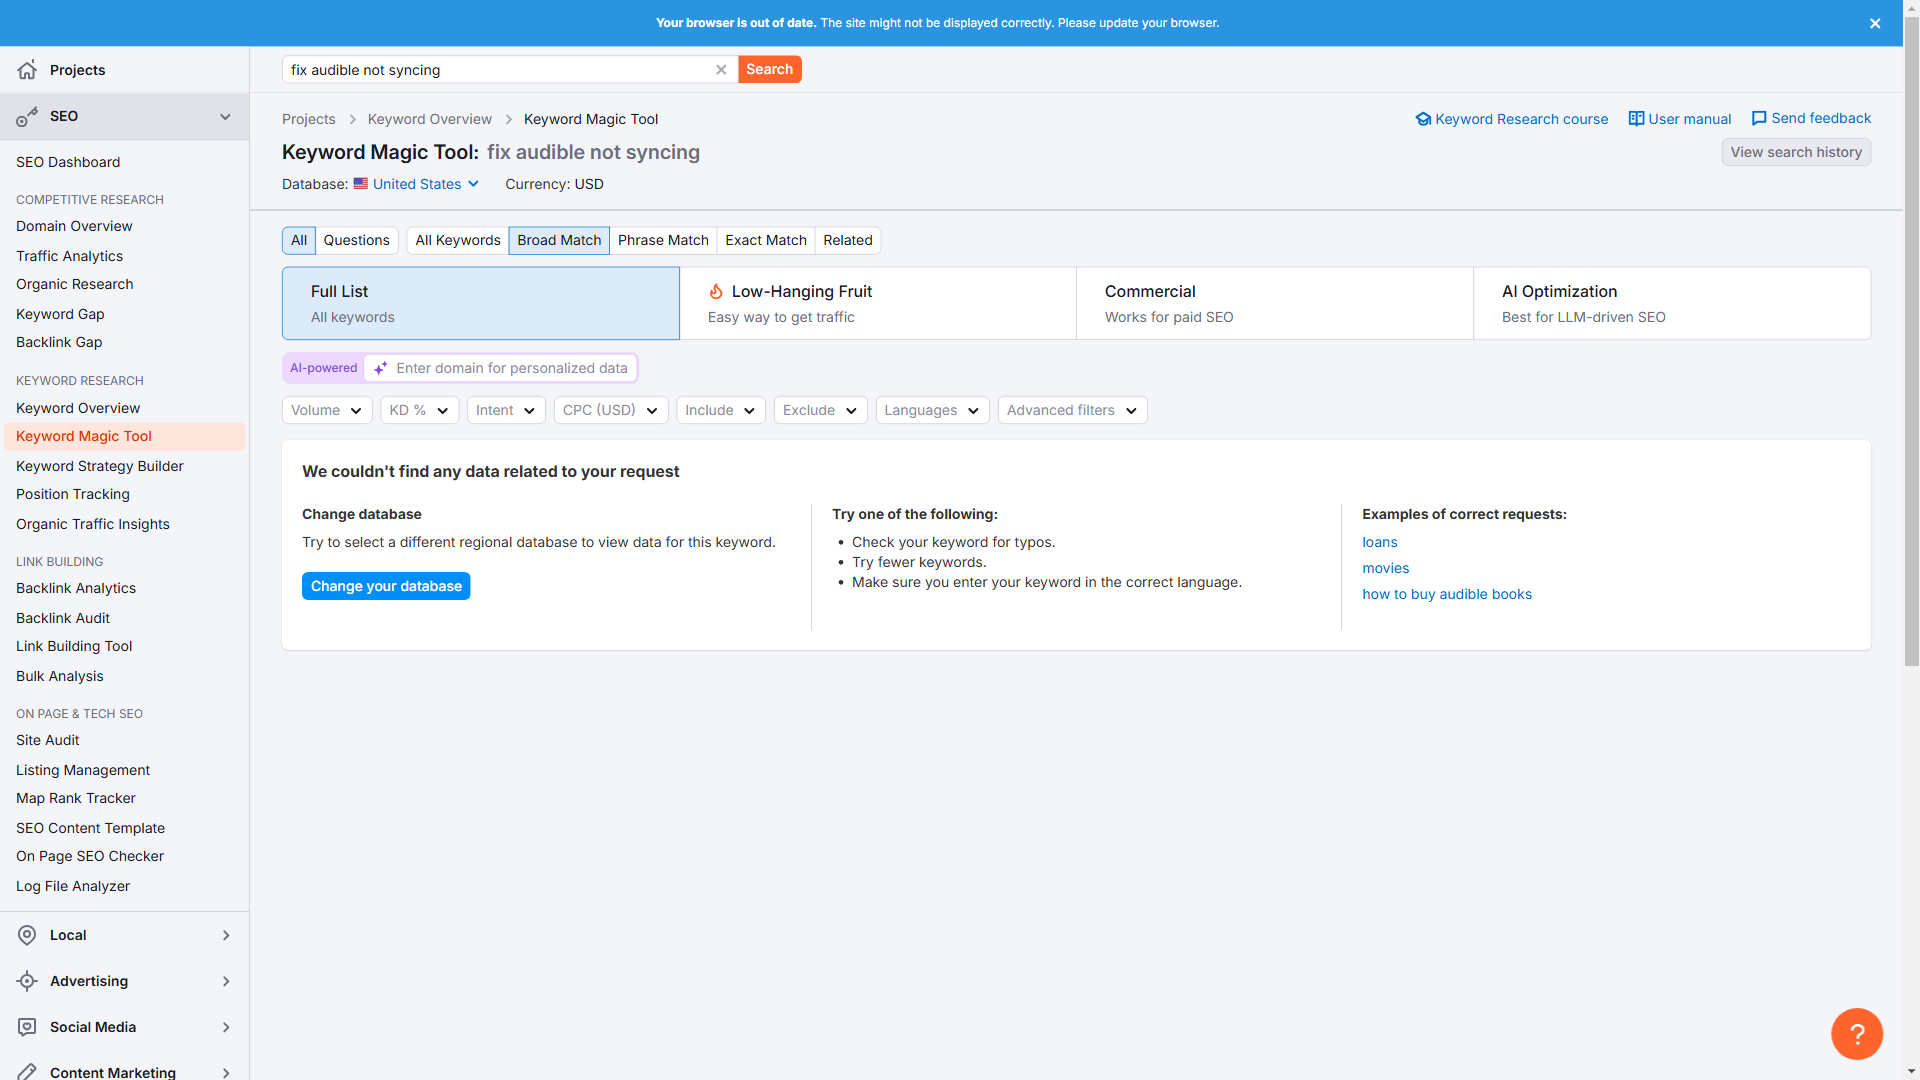 Your browser is out of date. The site might not be displayed correctly. Please update your browser.
Projects
SEO
SEO Dashboard
COMPETITIVE RESEARCH
Domain Overview
Traffic Analytics
Organic Research
Keyword Gap
Backlink Gap
KEYWORD RESEARCH
Keyword Overview
Keyword Magic Tool
Keyword Strategy Builder
Position Tracking
Organic Traffic Insights
LINK BUILDING
Backlink Analytics
Backlink Audit
Link Building Tool
Bulk Analysis
ON PAGE & TECH SEO
Site Audit
Listing Management
Map Rank Tracker
SEO Content Template
On Page SEO Checker
Log File Analyzer
Local
Advertising
Social Media
Content Marketing
fix audible not syncing
Search
Projects Keyword Overview Keyword Magic Tool
Keyword Research course User manual Send feedback
Keyword Magic Tool: fix audible not syncing
View search history
Database: United States Currency: USD
All Questions All Keywords Broad Match Phrase Match Exact Match Related
Full List
All keywords
Low-Hanging Fruit
Easy way to get traffic
Commercial
Works for paid SEO
AI Optimization
Best for LLM-driven SEO
AI-powered Enter domain for personalized data
Volume KD % Intent CPC (USD) Include Exclude Languages Advanced filters
We couldn't find any data related to your request
Change database
Try to select a different regional database to view data for this keyword.
Change your database
Try one of the following:
• Check your keyword for typos.
• Try fewer keywords.
• Make sure you enter your keyword in the correct language.
Examples of correct requests:
loans
movies
how to buy audible books
?